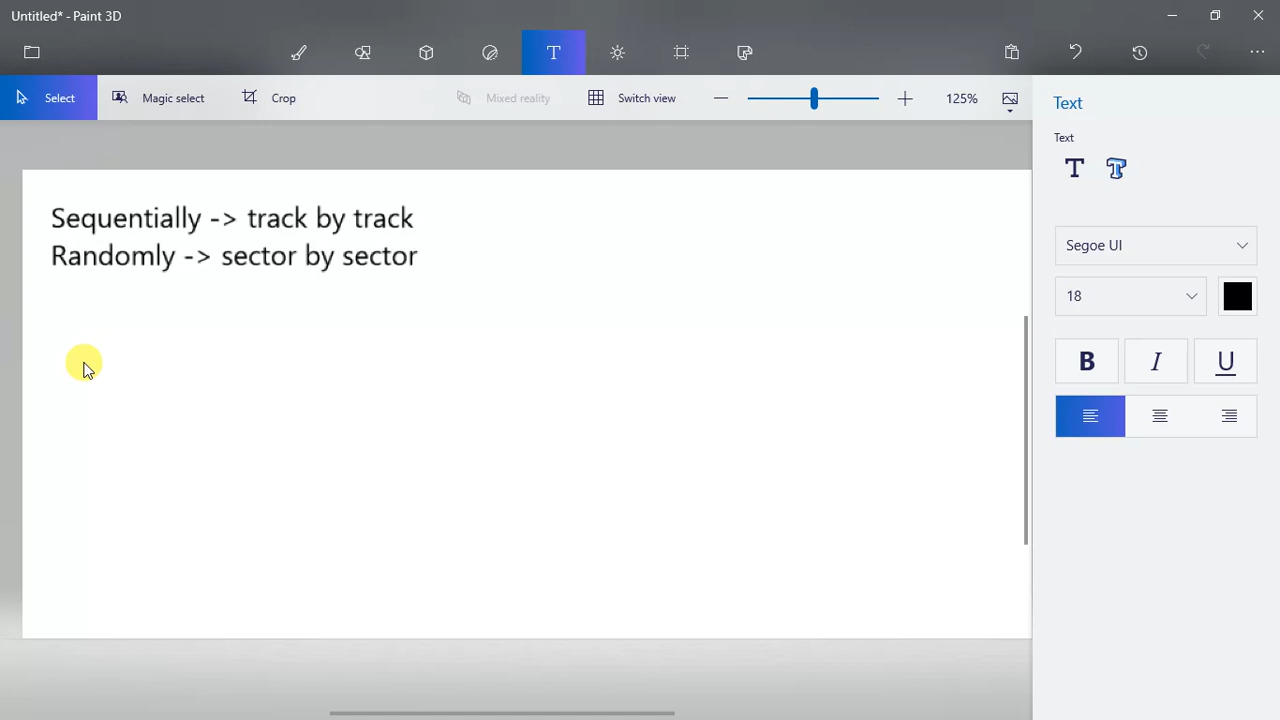 Untitled* - Paint 3D
Select
Magic select
Crop
Mixed reality
Switch view
125%
Text
Text
Segoe UI
18
B I U
Sequentially -> track by track
Randomly -> sector by sector